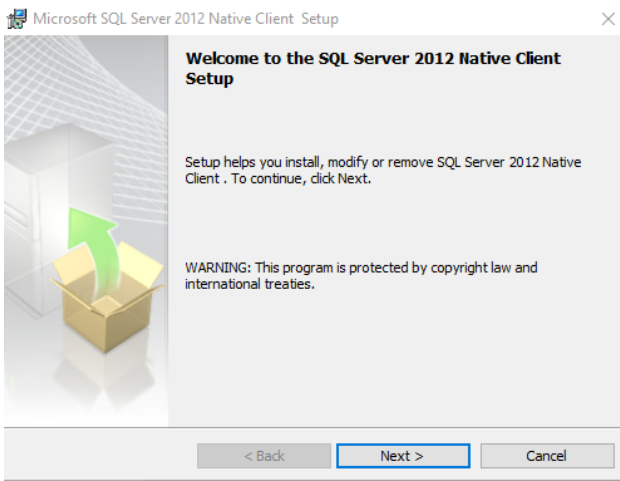 Microsoft SQL Server 2012 Native Client  Setup
Welcome to the SQL Server 2012 Native Client
Setup
Setup helps you install, modify or remove SQL Server 2012 Native
Client . To continue, click Next.
WARNING: This program is protected by copyright law and
international treaties.
< Back Next > Cancel